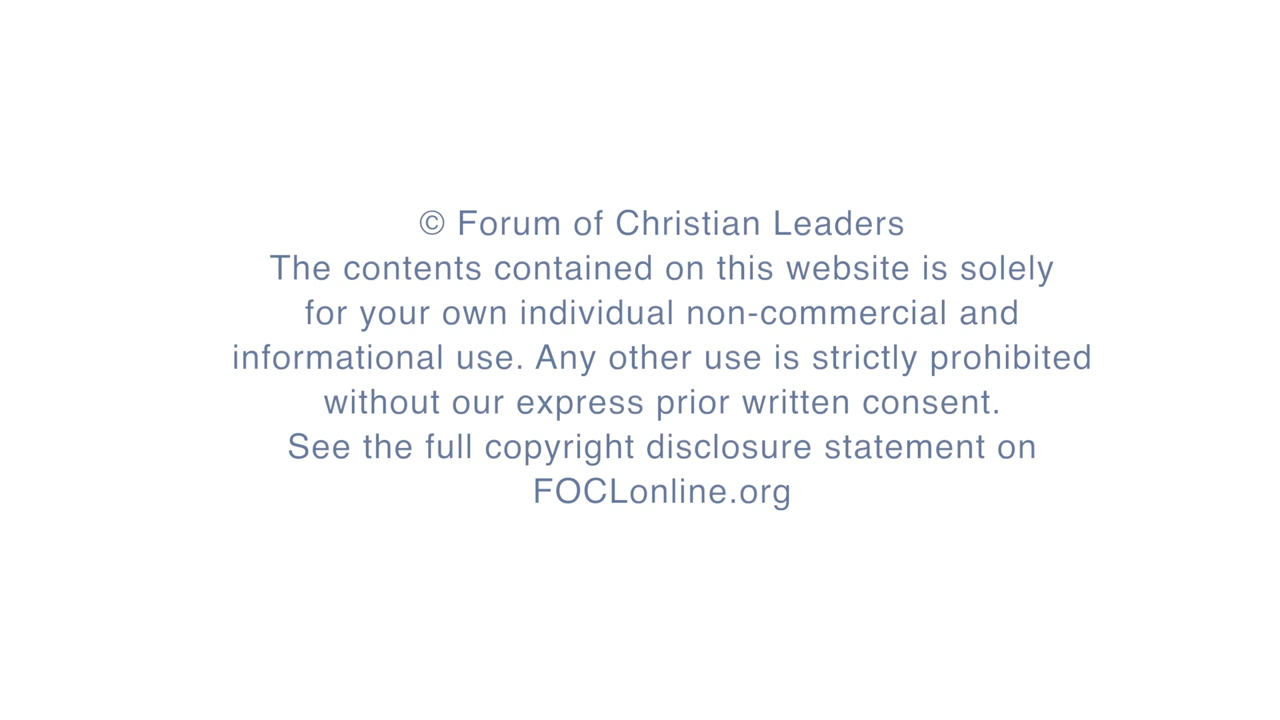 © Forum of Christian Leaders
The contents contained on this website is solely
for your own individual non-commercial and
informational use. Any other use is strictly prohibited
without our express prior written consent.
See the full copyright disclosure statement on
FOCLonline.org